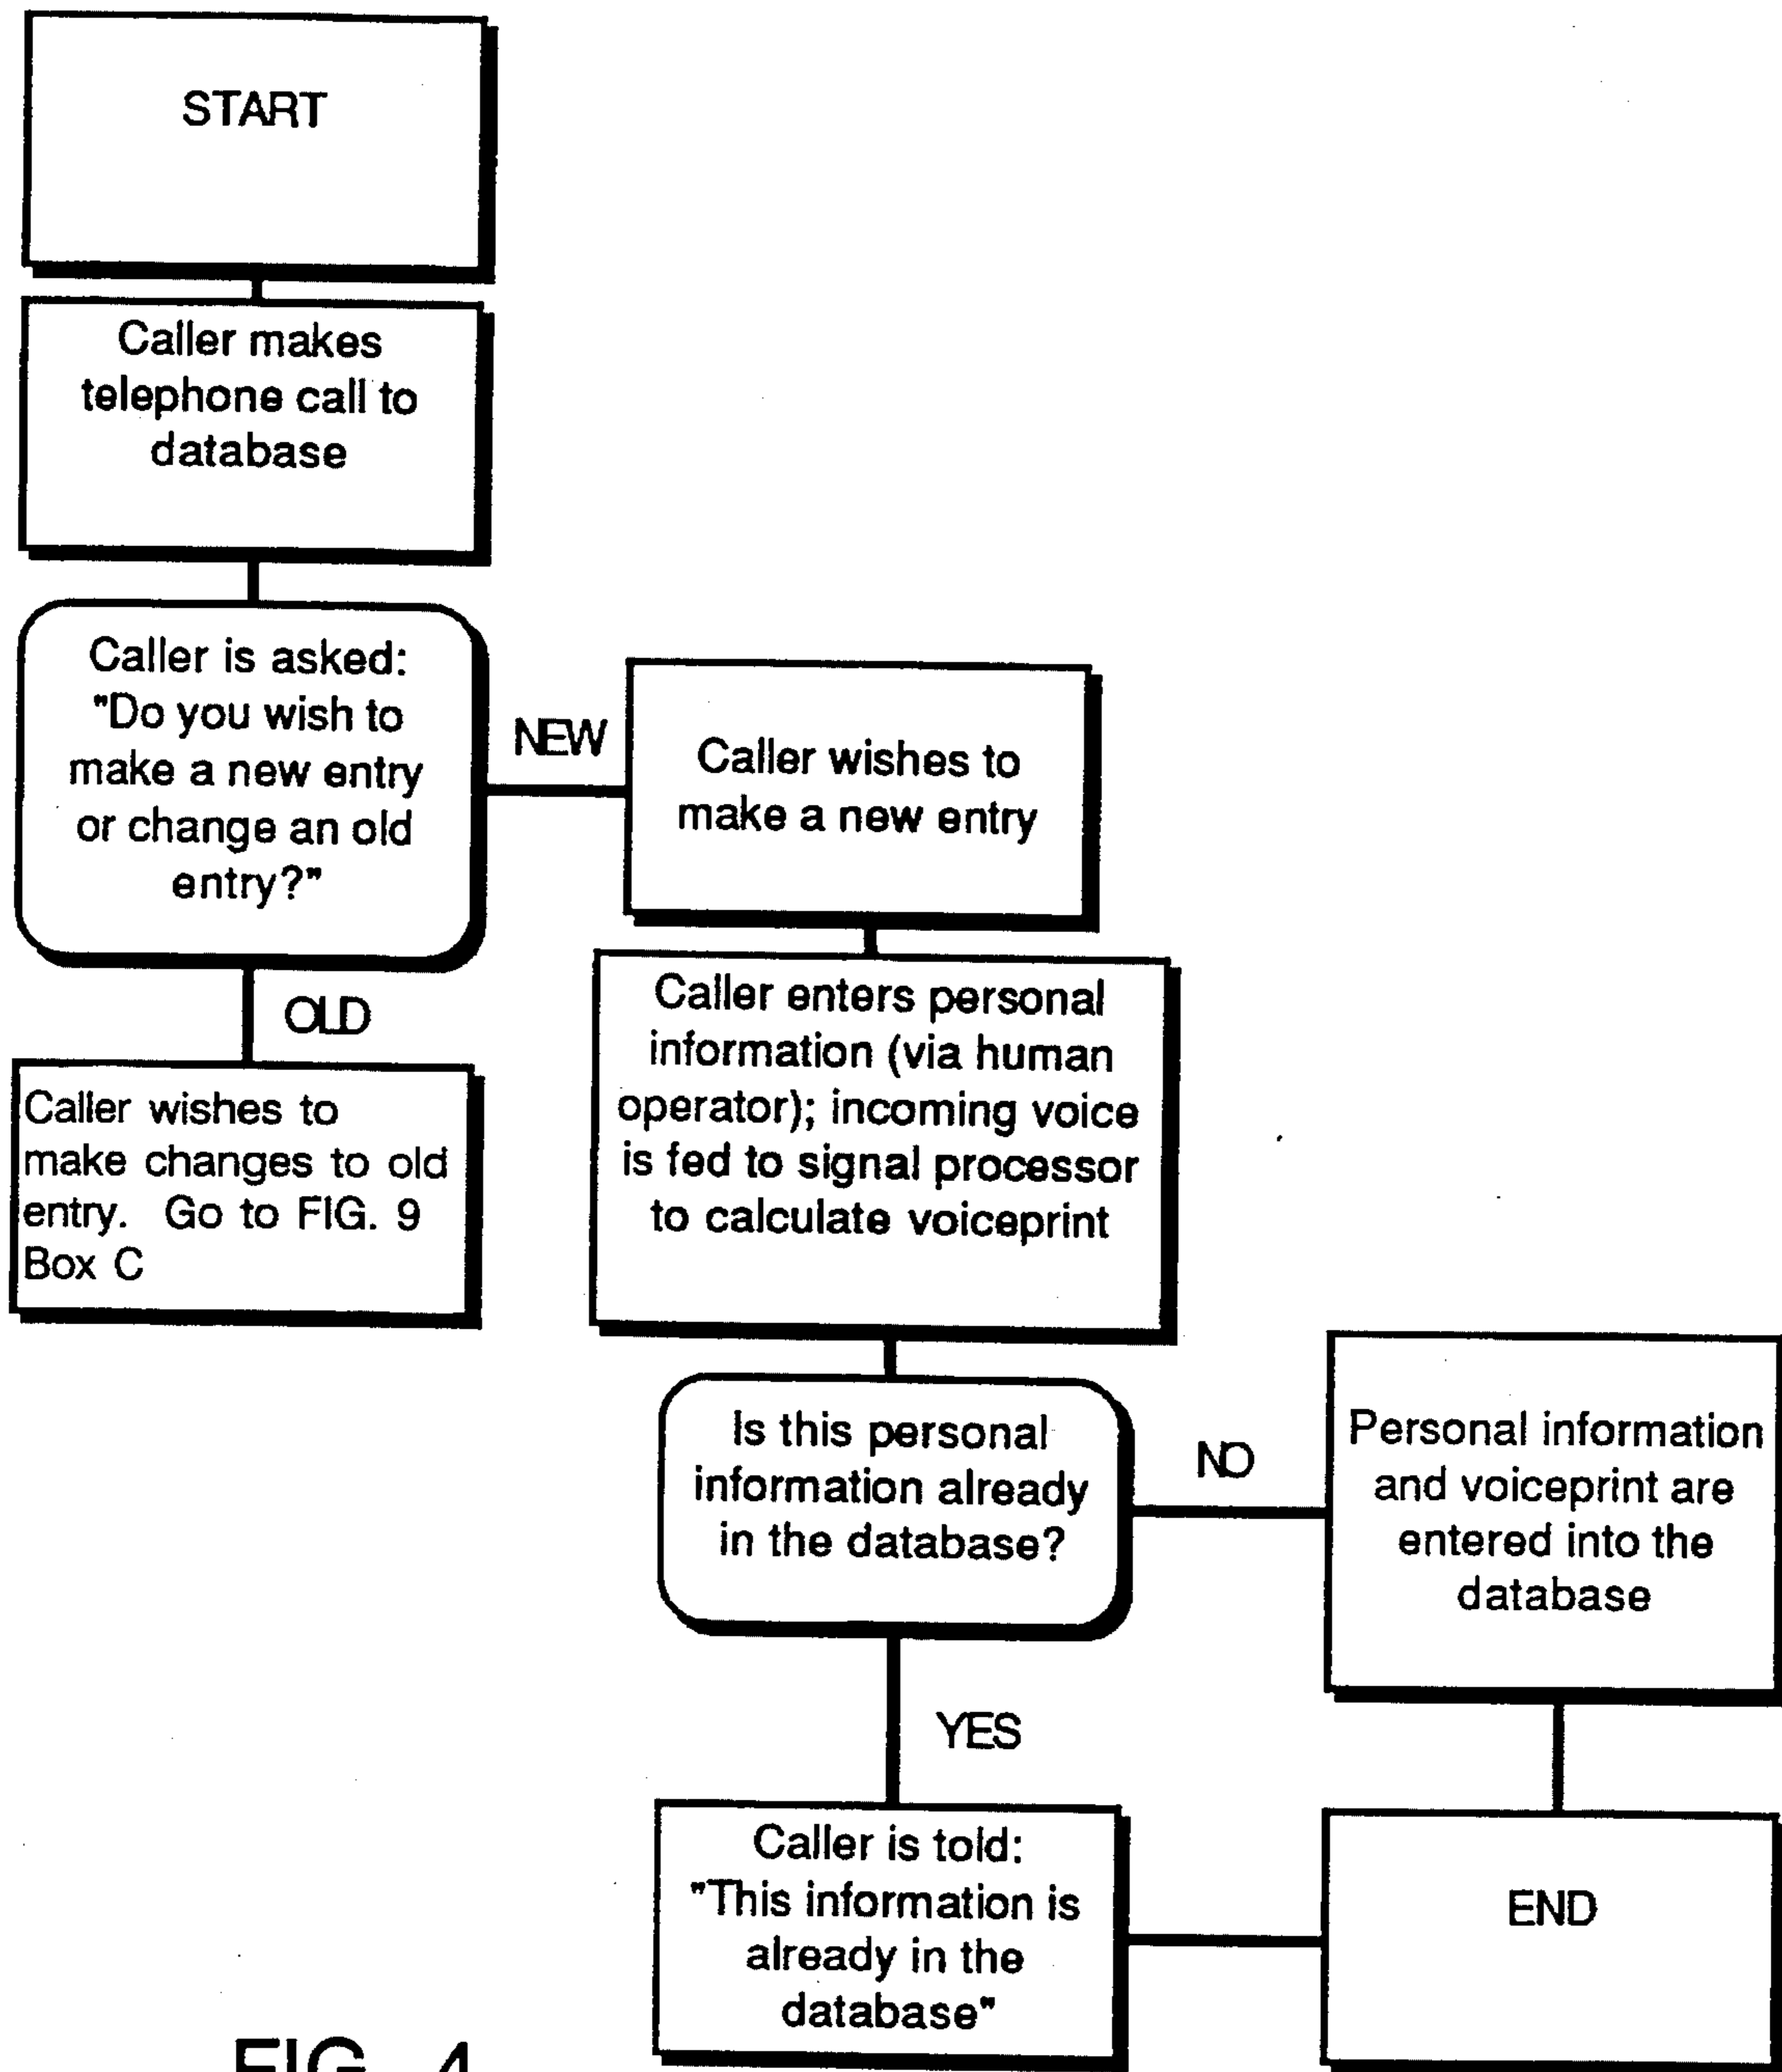 START
Caller makes
telephone call to
database
Caller is asked:
"Do you wish to
make a new entry
or change an old
entry?"
NEW
Caller wishes to
make a new entry
OLD
Caller wishes to
make changes to old
entry. Go to FIG. 9
Box C
Caller enters personal
information (via human
operator); incoming voice
is fed to signal processor
to calculate voiceprint
Is this personal
information already
in the database?
NO
Personal information
and voiceprint are
entered into the
database
YES
Caller is told:
"This information is
already in the
database"
END
FIG. 4